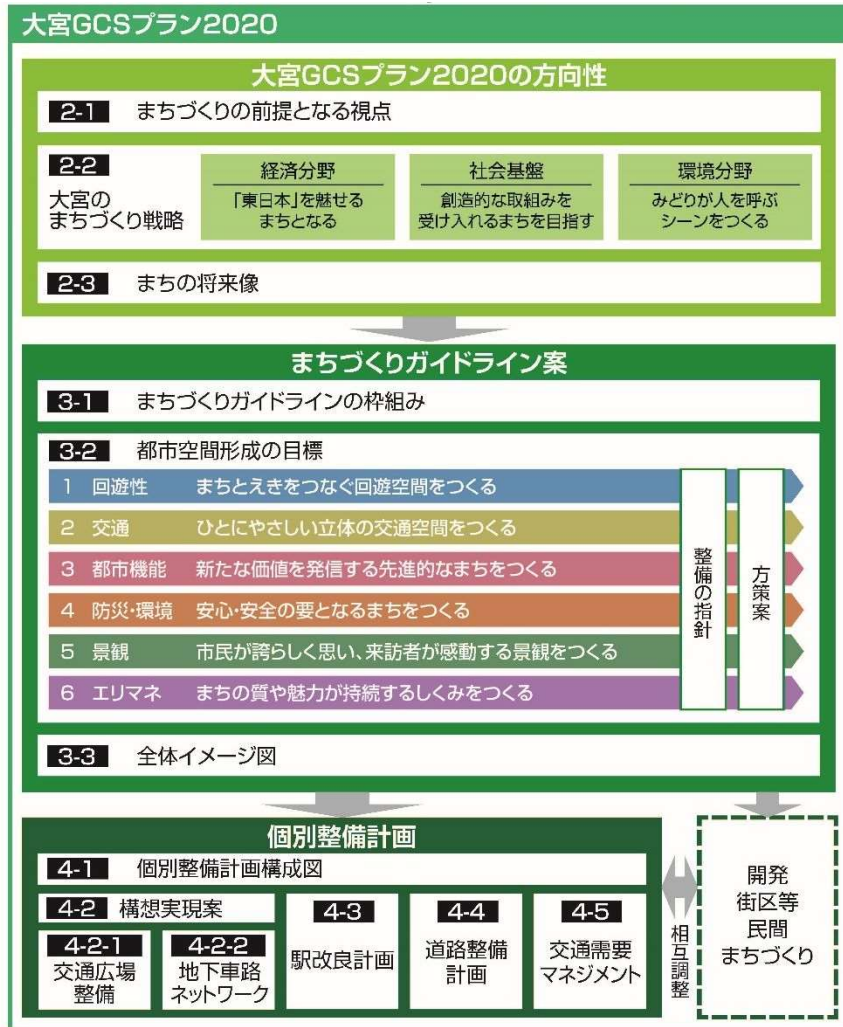 大宮GCSプラン2020
大宮GCSプラン2020の方向性
2-1 まちづくりの前提となる視点
2-2
大宮の
まちづくり戦略
経済分野
「東日本」を魅せる
まちとなる
社会基盤
創造的な取組みを
受け入れるまちを目指す
環境分野
みどりが人を呼ぶ
シーンをつくる
2-3 まちの将来像
まちづくりガイドライン案
3-1 まちづくりガイドラインの枠組み
3-2 都市空間形成の目標
1 回遊性 まちとえきをつなぐ回遊空間をつくる
2 交通 ひとにやさしい立体の交通空間をつくる
3 都市機能 新たな価値を発信する先進的なまちをつくる
4 防災・環境 安心・安全の要となるまちをつくる
5 景観 市民が誇らしく思い、来訪者が感動する景観をつくる
6 エリマネ まちの質や魅力が持続するしくみをつくる
整備の指針
方策案
3-3 全体イメージ図
個別整備計画
4-1 個別整備計画構成図
4-2 構想実現案
4-2-1
交通広場
整備
4-2-2
地下車路
ネットワーク
4-3
駅改良計画
4-4
道路整備
計画
4-5
交通需要
マネジメント
相互調整
開発
街区等
民間
まちづくり